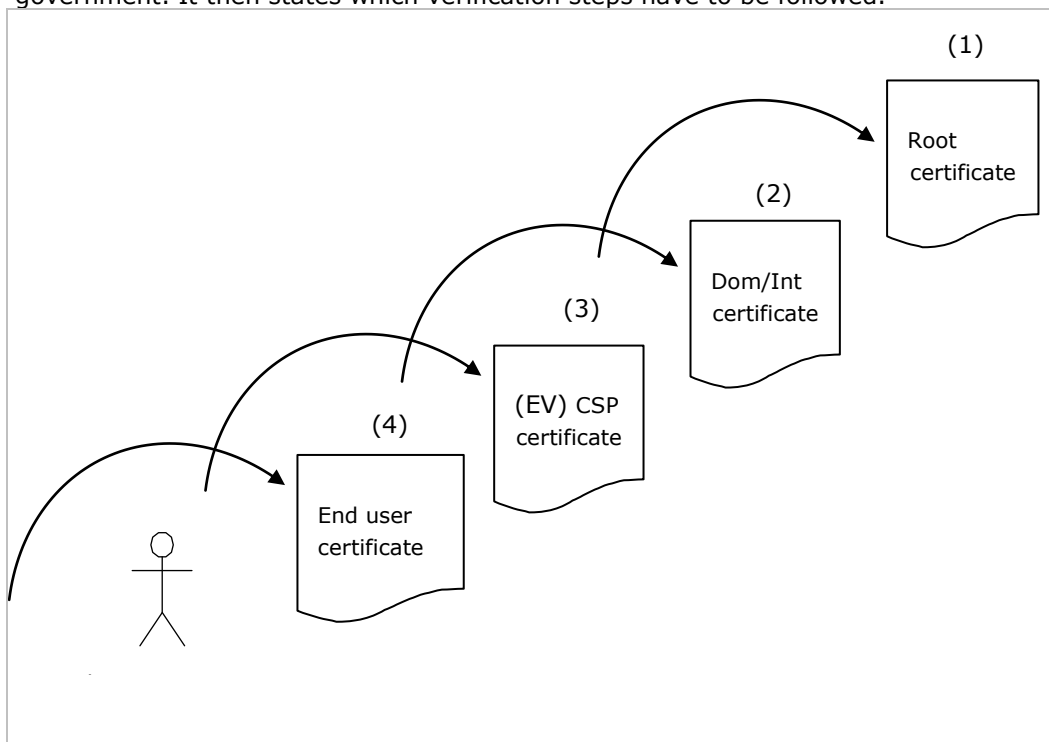 government. It then states which verification steps have to be followed.
(1)
Root
certificate
(2)
Dom/Int
certificate
(3)
(EV) CSP
certificate
(4)
End user
certificate